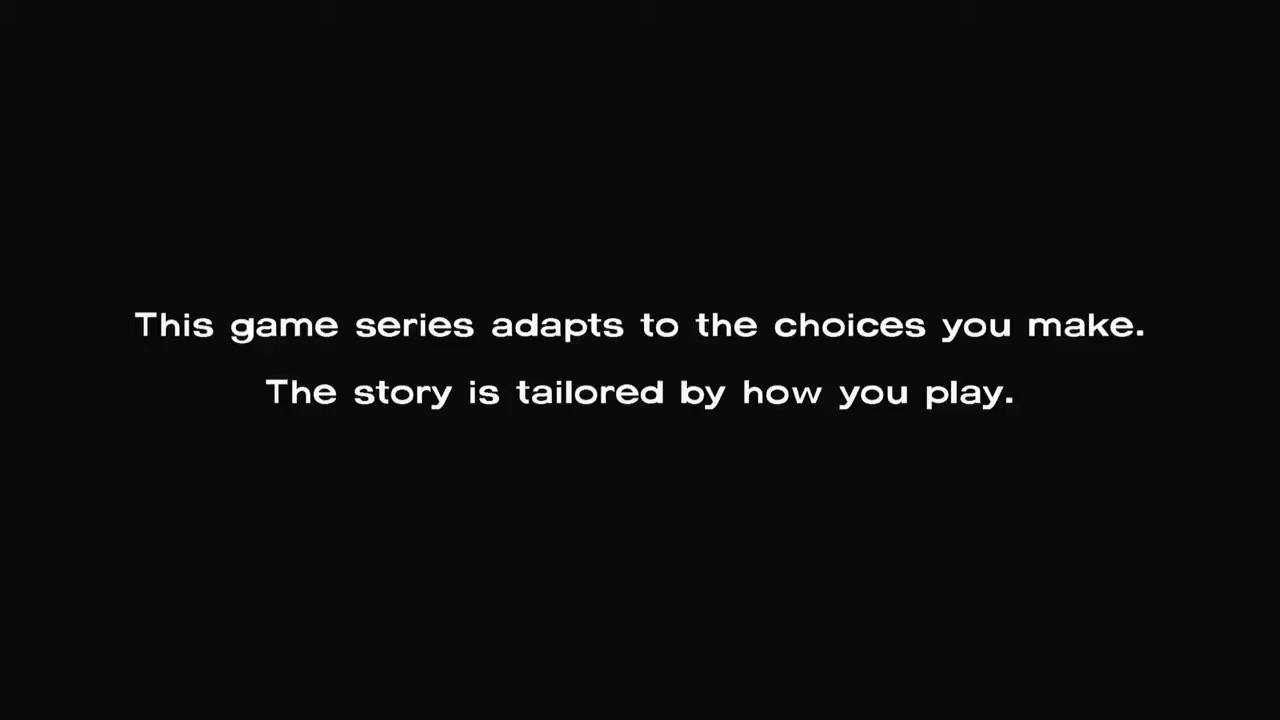 This game series adapts to the choices you make.
The story is tailored by how you play.